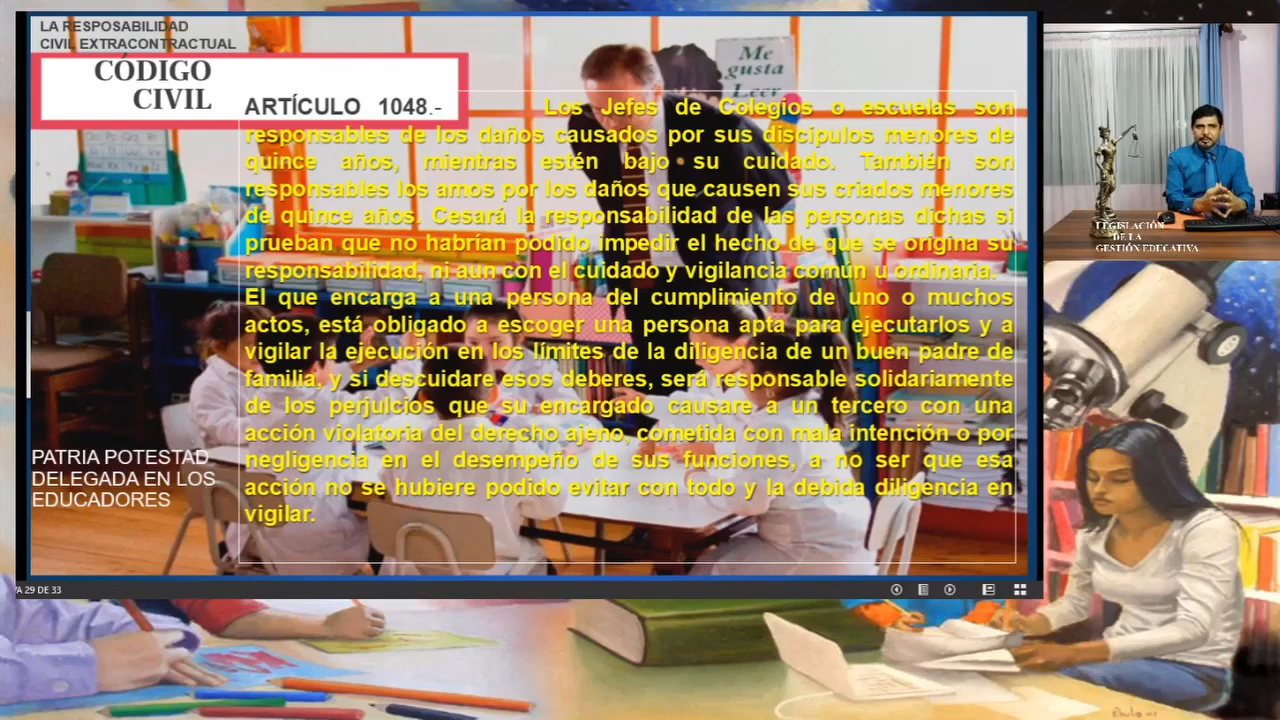 LA RESPOSABILIDAD
CIVIL EXTRACONTRACTUAL
CÓDIGO
CIVIL
ARTÍCULO 1048.- Los Jefes de Colegios o escuelas son
responsables de los daños causados por sus discípulos menores de
quince años, mientras estén bajo su cuidado. También son
responsables los amos por los daños que causen sus criados menores
de quince años. Cesará la responsabilidad de las personas dichas si
prueban que no habrían podido impedir el hecho de que se origina su
responsabilidad, ni aun con el cuidado y vigilancia común u ordinaria.
El que encarga a una persona del cumplimiento de uno o muchos
actos, está obligado a escoger una persona apta para ejecutarlos y a
vigilar la ejecución en los límites de la diligencia de un buen padre de
familia, y si descuidare esos deberes, será responsable solidariamente
de los perjuicios que su encargado causare a un tercero con una
acción violatoria del derecho ajeno, cometida con mala intención o por
negligencia en el desempeño de sus funciones, a no ser que esa
acción no se hubiere podido evitar con todo y la debida diligencia en
vigilar.
PATRIA POTESTAD
DELEGADA EN LOS
EDUCADORES
Me
gusta
Leer
VA 29 DE 33
LEGISLACIÓN
DE LA
GESTIÓN EDUCATIVA